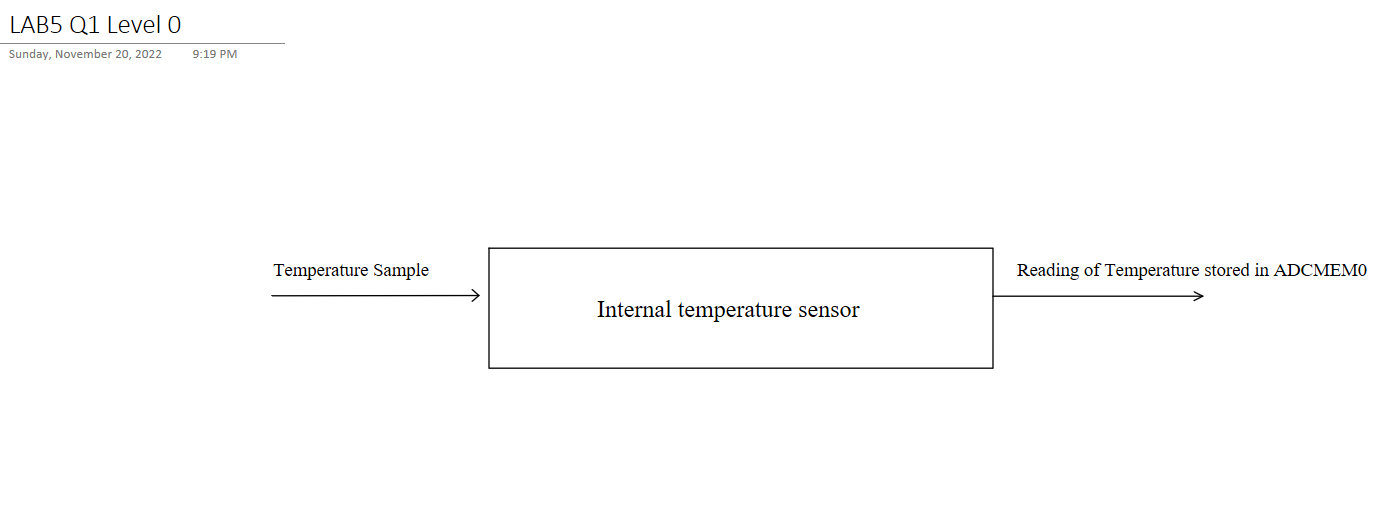 LAB5 Q1 Level 0
Sunday, November 20, 2022 9:19 PM
Temperature Sample
Internal temperature sensor
Reading of Temperature stored in ADCMEM0